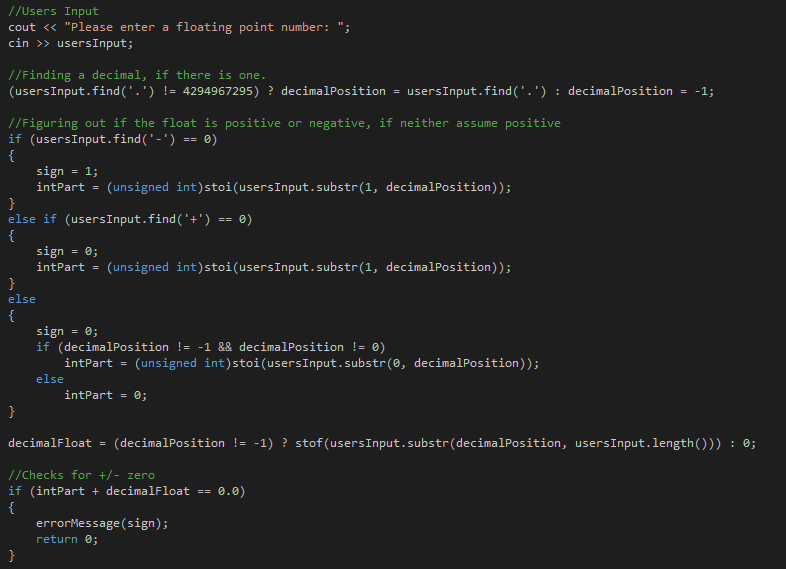 //Users Input
cout << "Please enter a floating point number: ";
cin >> usersInput;

//Finding a decimal, if there is one.
(usersInput.find('.') != 4294967295) ? decimalPosition = usersInput.find('.') : decimalPosition = -1;

//Figuring out if the float is positive or negative, if neither assume positive
if (usersInput.find('-') == 0)
{
    sign = 1;
    intPart = (unsigned int)stoi(usersInput.substr(1, decimalPosition));
}
else if (usersInput.find('+') == 0)
{
    sign = 0;
    intPart = (unsigned int)stoi(usersInput.substr(1, decimalPosition));
}
else
{
    sign = 0;
    if (decimalPosition != -1 && decimalPosition != 0)
        intPart = (unsigned int)stoi(usersInput.substr(0, decimalPosition));
    else
        intPart = 0;
}

decimalFloat = (decimalPosition != -1) ? stof(usersInput.substr(decimalPosition, usersInput.length())) : 0;

//Checks for +/- zero
if (intPart + decimalFloat == 0.0)
{
    errorMessage(sign);
    return 0;
}